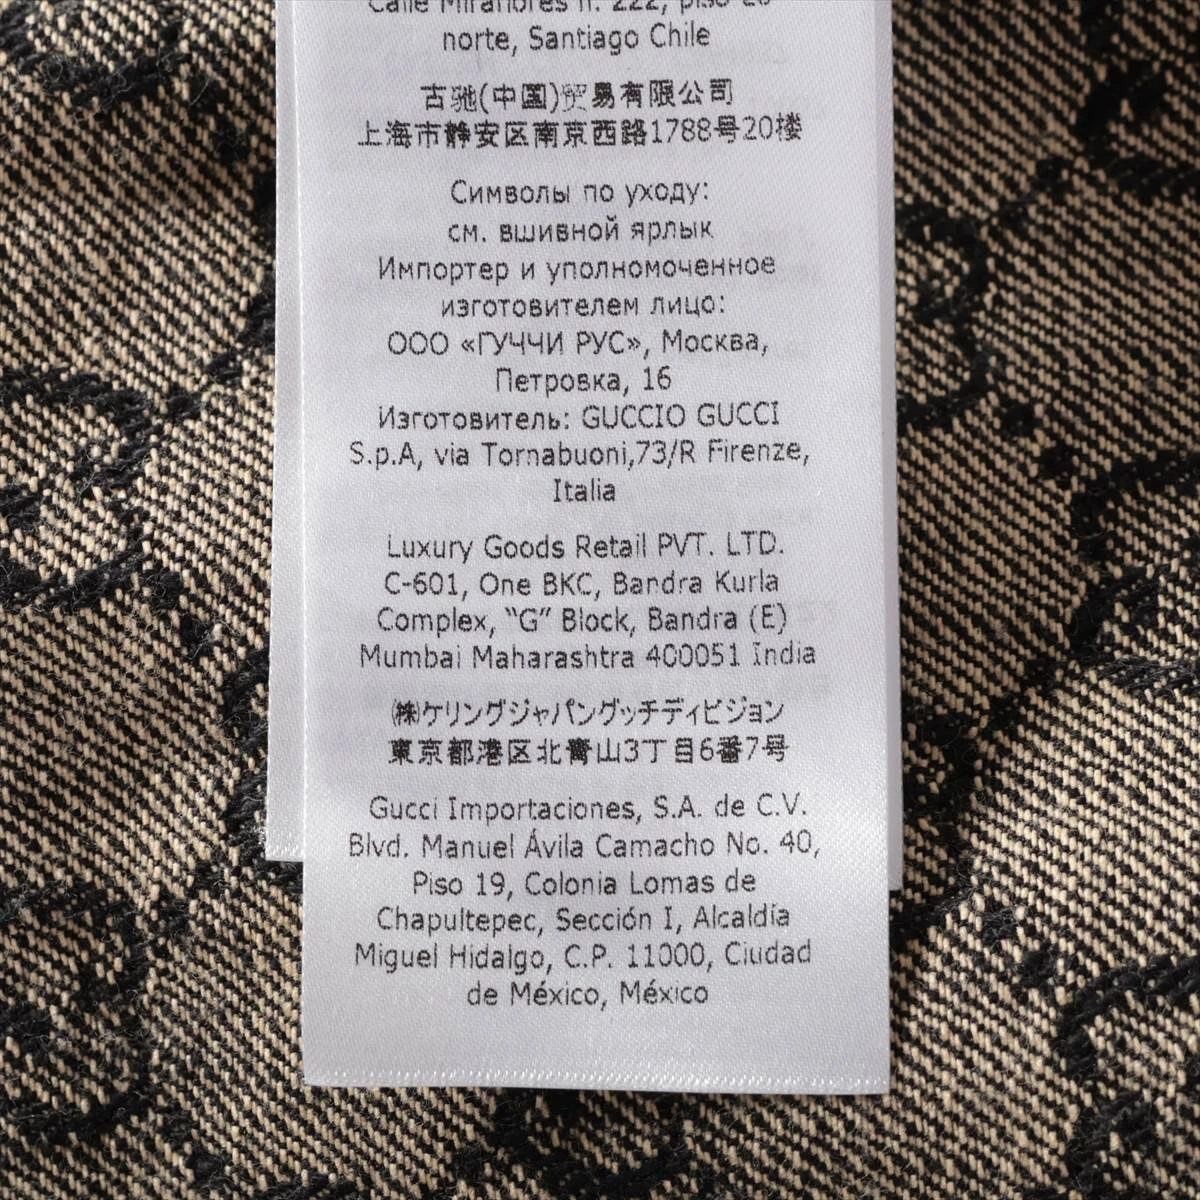 Calle Miraflores n. 222, piso 28
norte, Santiago Chile
古驰(中国)贸易有限公司
上海市静安区南京西路1788号20楼
Символы по уходу:
см. вшивной ярлык
Импортер и уполномоченное
изготовителем лицо:
ООО «ГУЧЧИ РУС», Москва,
Петровка, 16
Изготовитель: GUCCIO GUCCI
S.p.A, via Tornabuoni,73/R Firenze,
Italia
Luxury Goods Retail PVT. LTD.
C-601, One BKC, Bandra Kurla
Complex, “G” Block, Bandra (E)
Mumbai Maharashtra 400051 India
㈱ケリングジャパングッチディビジョン
東京都港区北青山3丁目6番7号
Gucci Importaciones, S.A. de C.V.
Blvd. Manuel Ávila Camacho No. 40,
Piso 19, Colonia Lomas de
Chapultepec, Sección I, Alcaldía
Miguel Hidalgo, C.P. 11000, Ciudad
de México, México